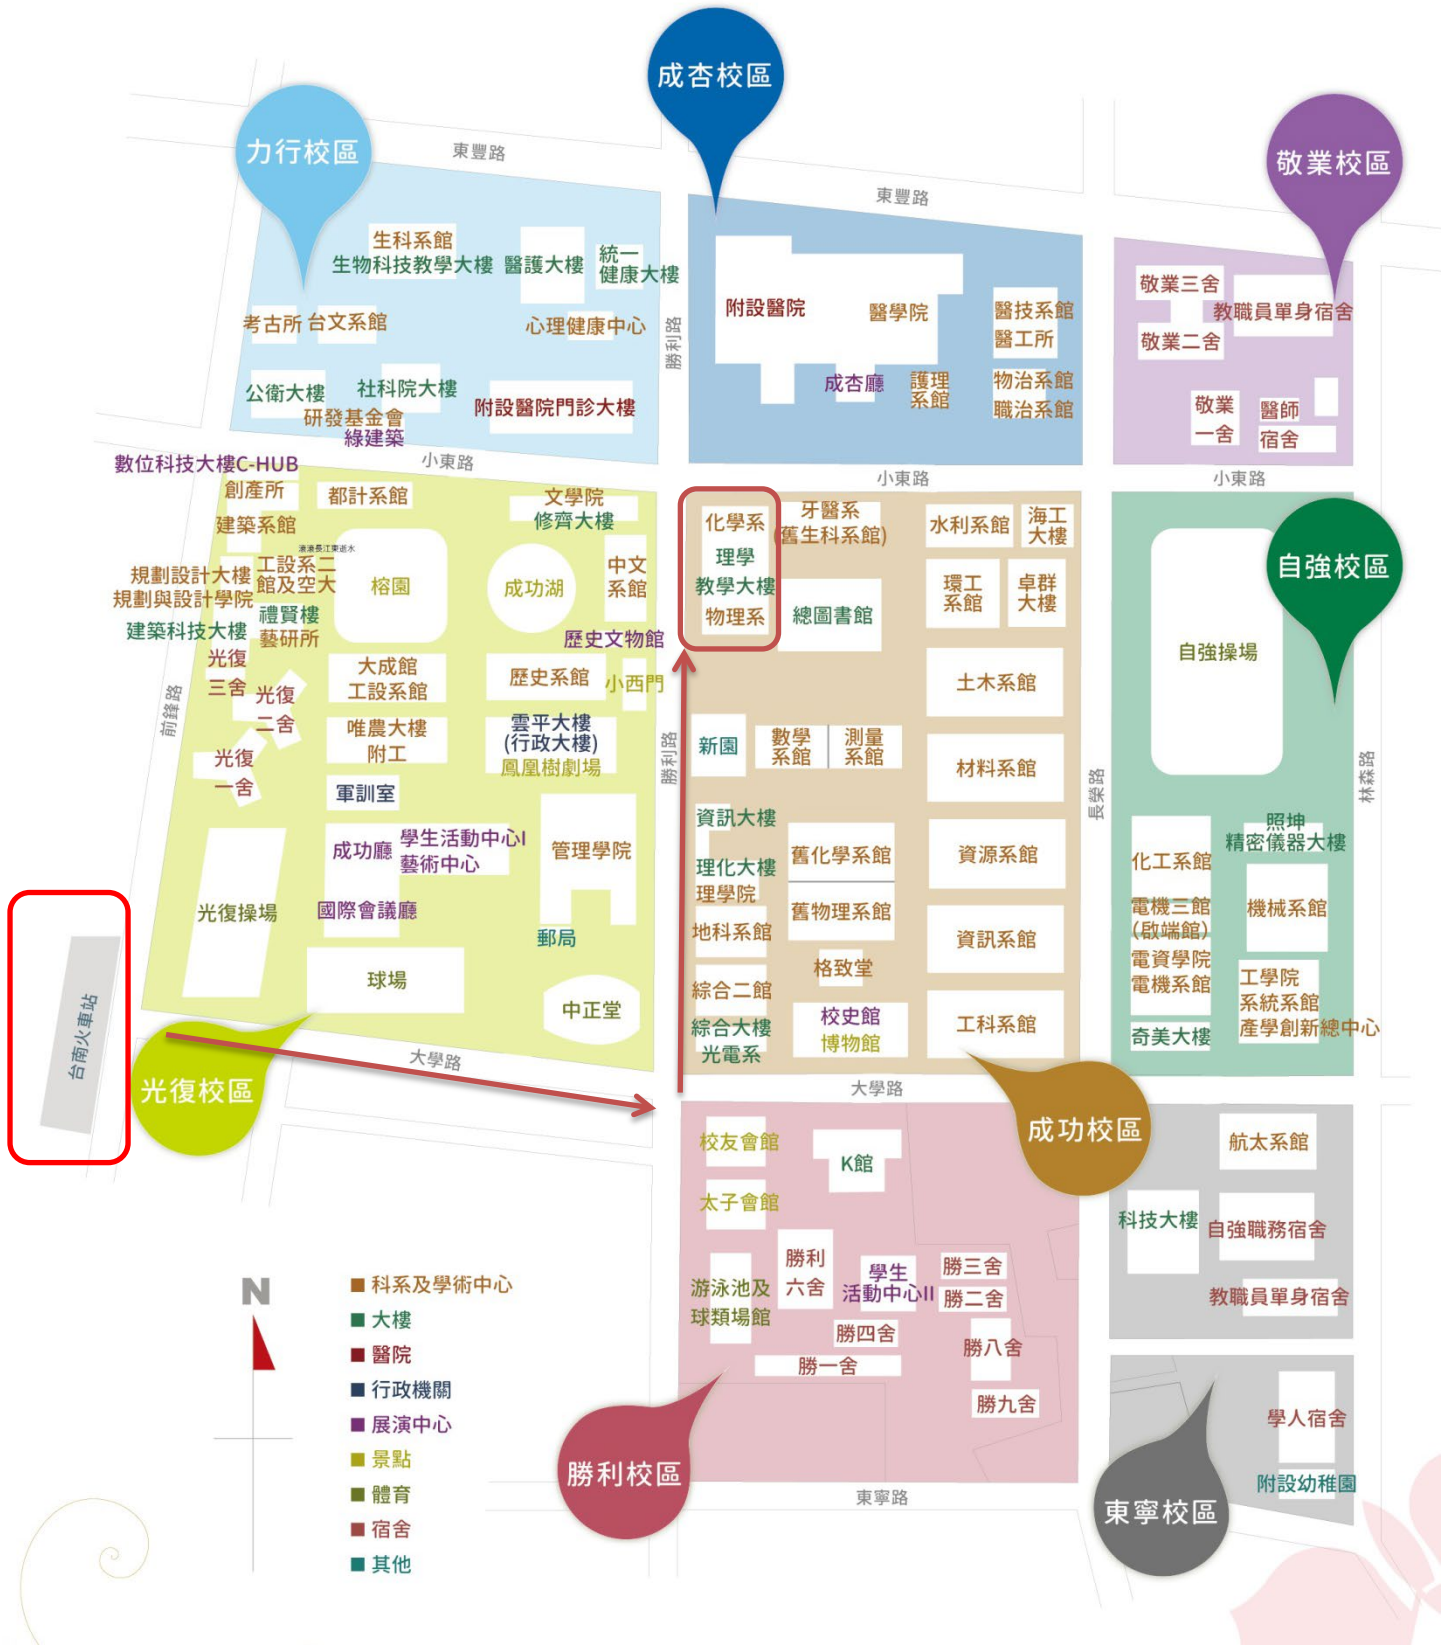 成杏校區
力行校區
敬業校區
東豐路
東豐路
生科系館
生物科技教學大樓
醫護大樓
統一
健康大樓
考古所
台文系館
心理健康中心
公衛大樓
社科院大樓
研發基金會
綠建築
附設醫院門診大樓
勝利路
附設醫院
醫學院
醫技系館
醫工所
成杏廳
護理
系館
物治系館
職治系館
敬業三舍
教職員單身宿舍
敬業二舍
敬業
一舍
醫師
宿舍
小東路
小東路
小東路
數位科技大樓C-HUB
創產所
都計系館
文學院
修齊大樓
建築系館
滾滾長江東逝水
工設系二
館及空大
榕園
成功湖
中文
系館
規劃設計大樓
規劃與設計學院
禮賢樓
藝研所
建築科技大樓
歷史文物館
光復
三舍
大成館
工設系館
歷史系館
小西門
光復
二舍
前鋒路
唯農大樓
附工
雲平大樓
(行政大樓)
鳳凰樹劇場
光復
一舍
軍訓室
成功廳
學生活動中心I
藝術中心
管理學院
光復操場
國際會議廳
郵局
球場
中正堂
台南火車站
光復校區
大學路
勝利路
化學系
理學
教學大樓
物理系
牙醫系
(舊生科系館)
水利系館
海工
大樓
總圖書館
環工
系館
卓群
大樓
土木系館
新園
數學
系館
測量
系館
材料系館
資訊大樓
舊化學系館
資源系館
理化大樓
理學院
地科系館
舊物理系館
資訊系館
格致堂
綜合二館
綜合大樓
光電系
校史館
博物館
工科系館
長榮路
大學路
成功校區
自強校區
自強操場
林森路
照坤
精密儀器大樓
化工系館
電機三館
(啟端館)
機械系館
電資學院
電機系館
工學院
系統系館
產學創新總中心
奇美大樓
校友會館
K館
太子會館
勝利
六舍
學生
活動中心II
勝三舍
勝二舍
游泳池及
球類場館
勝四舍
勝八舍
勝一舍
勝九舍
勝利校區
東寧路
航太系館
科技大樓
自強職務宿舍
教職員單身宿舍
學人宿舍
附設幼稚園
東寧校區
N
科系及學術中心
大樓
醫院
行政機關
展演中心
景點
體育
宿舍
其他